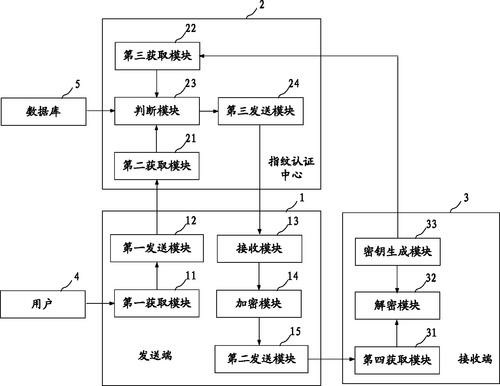 2
22
第三获取模块
5
23
24
数据库
判断模块
第三发送模块
21
第二获取模块
指纹认证
中心
1
3
12
13
33
第一发送模块
接收模块
密钥生成模块
4
11
14
32
用户
第一获取模块
加密模块
解密模块
15
31
发送端
第二发送模块
第四获取模块
接收端